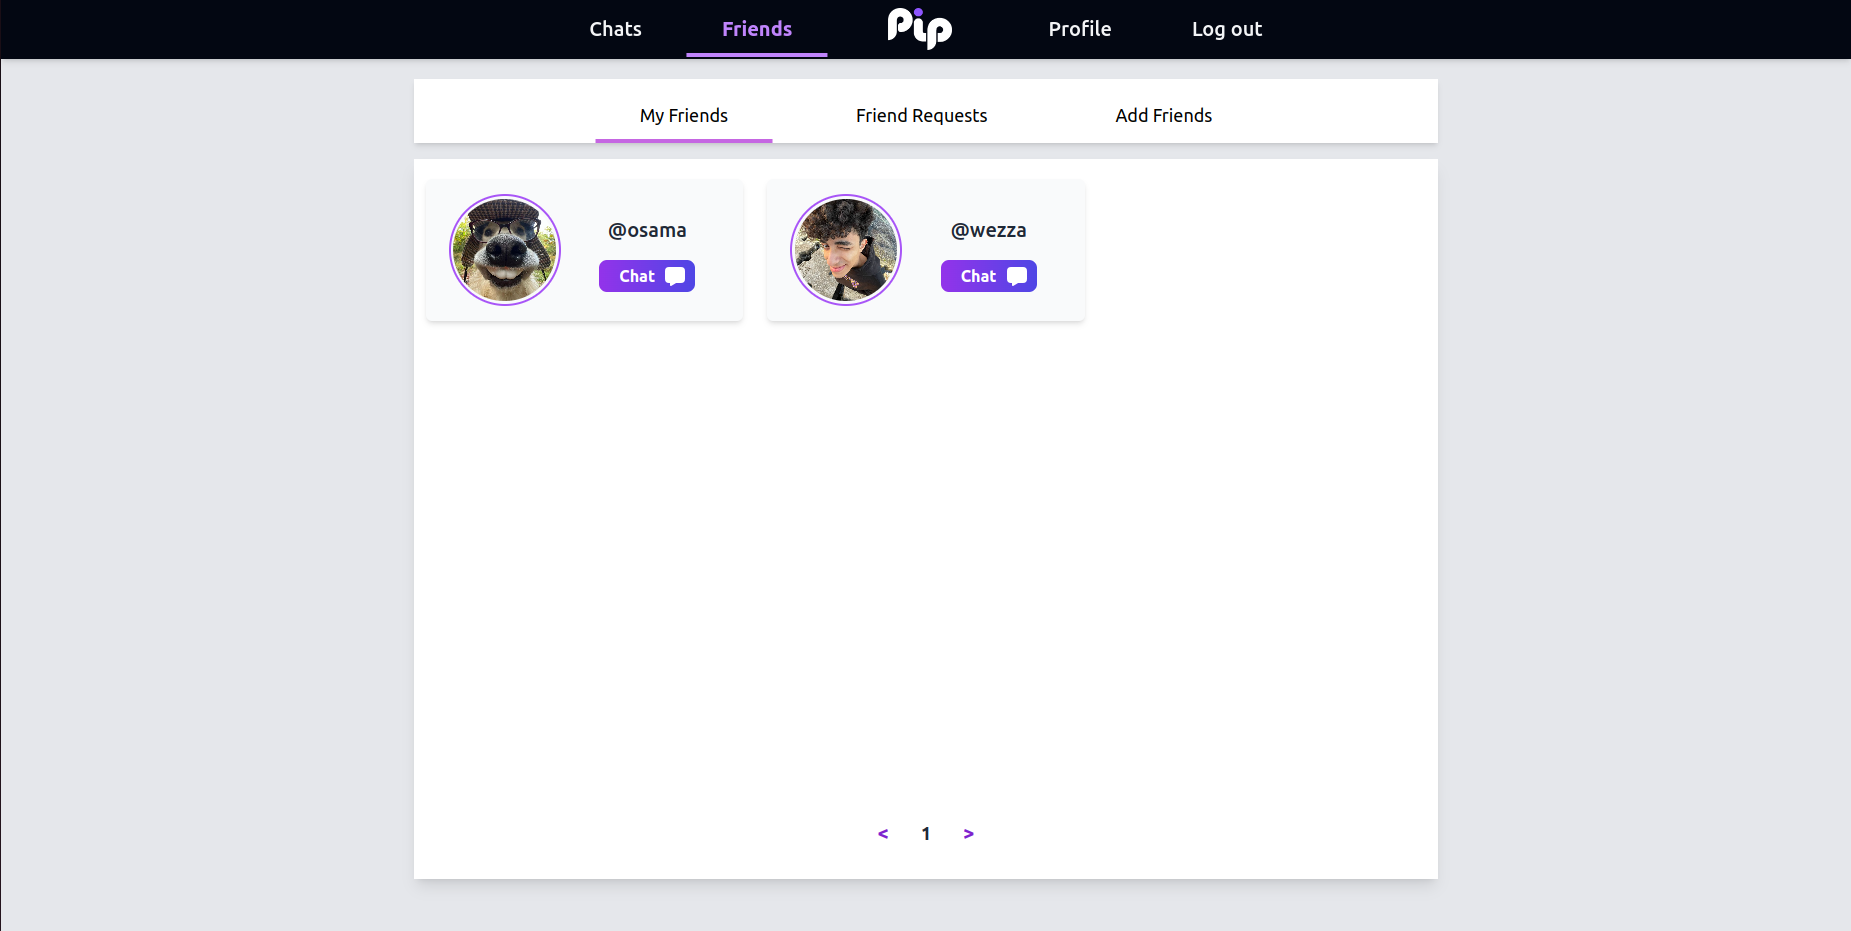 Chats Friends Pip Profile Log out
My Friends Friend Requests Add Friends
@osama @wezza
Chat Chat
< 1 >